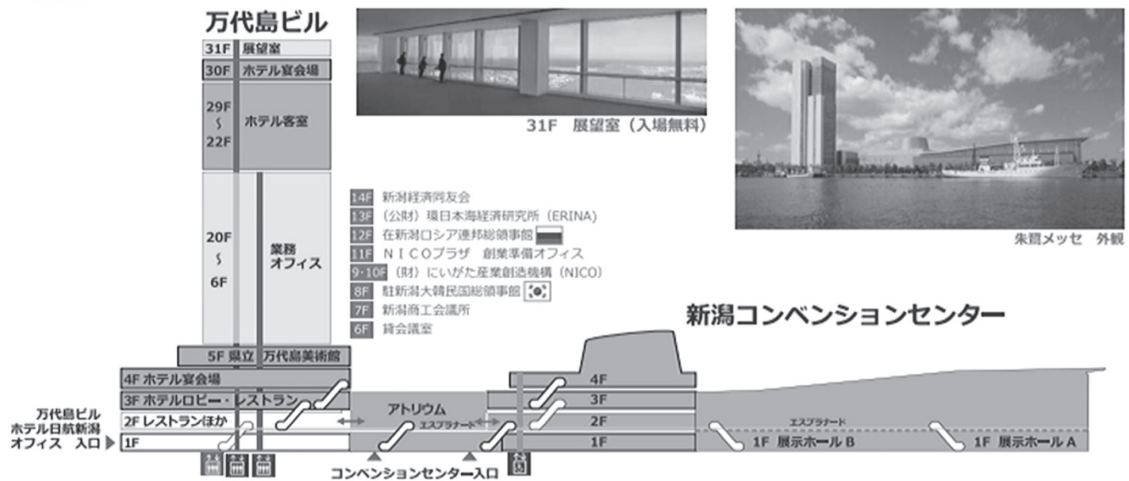 万代島ビル
31F 展望室
30F ホテル宴会場
29F
〜
22F
ホテル客室
20F
〜
6F
業務
オフィス
5F 県立 万代島美術館
4F ホテル宴会場
3F ホテルロビー・レストラン
2F レストランほか
1F
万代島ビル
ホテル日航新潟
オフィス 入口
31F 展望室（入場無料）
朱鷺メッセ 外観
14F 新潟経済同友会
13F （公財）環日本海経済研究所（ERINA）
12F 在新潟ロシア連邦総領事館
11F ＮＩＣＯプラザ 創業準備オフィス
9・10F （財）にいがた産業創造機構（NICO）
8F 駐新潟大韓民国総領事館
7F 新潟商工会議所
6F 貸会議室
新潟コンベンションセンター
アトリウム
エスプラナード
コンベンションセンター入口
4F
3F
2F
1F
エスプラナード
1F 展示ホールB
1F 展示ホールA